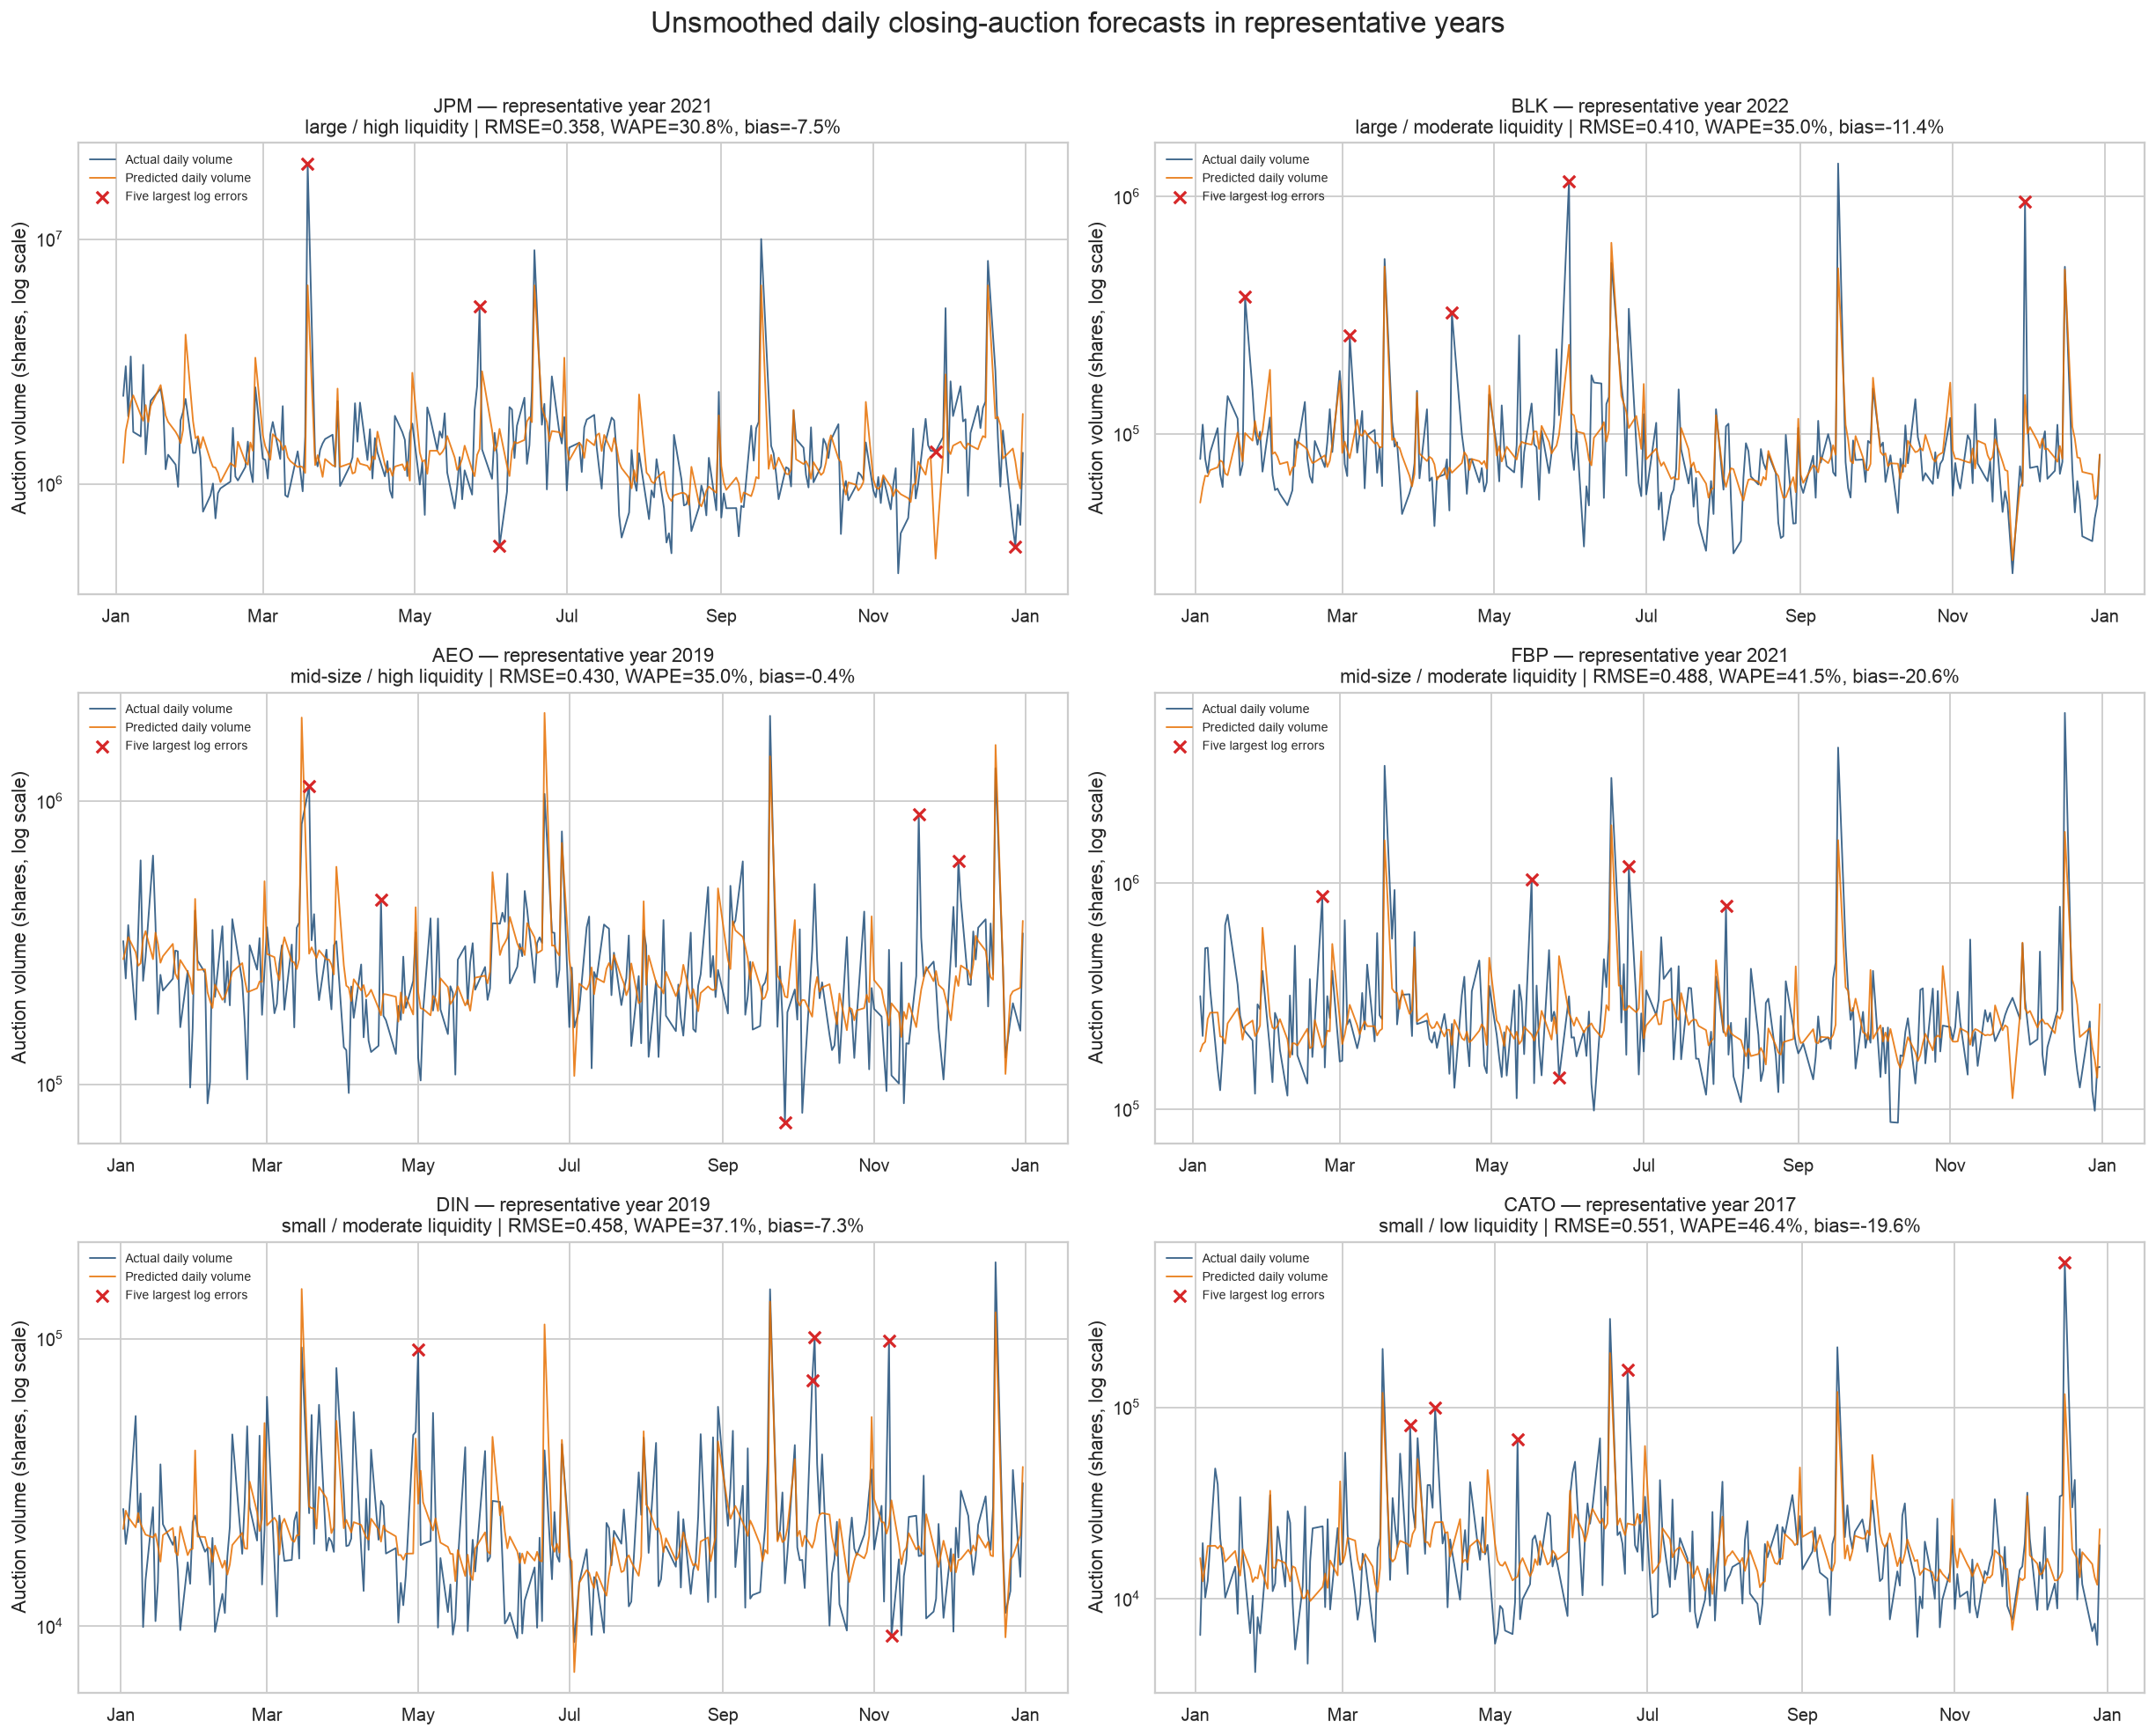 Unsmoothed daily closing-auction forecasts in representative years
JPM — representative year 2021
large / high liquidity | RMSE=0.358, WAPE=30.8%, bias=-7.5%
Actual daily volume
Predicted daily volume
Five largest log errors
Auction volume (shares, log scale)
10⁷
10⁶
Jan Mar May Jul Sep Nov Jan
BLK — representative year 2022
large / moderate liquidity | RMSE=0.410, WAPE=35.0%, bias=-11.4%
Actual daily volume
Predicted daily volume
Five largest log errors
Auction volume (shares, log scale)
10⁶
10⁵
Jan Mar May Jul Sep Nov Jan
AEO — representative year 2019
mid-size / high liquidity | RMSE=0.430, WAPE=35.0%, bias=-0.4%
Actual daily volume
Predicted daily volume
Five largest log errors
Auction volume (shares, log scale)
10⁶
10⁵
Jan Mar May Jul Sep Nov Jan
FBP — representative year 2021
mid-size / moderate liquidity | RMSE=0.488, WAPE=41.5%, bias=-20.6%
Actual daily volume
Predicted daily volume
Five largest log errors
Auction volume (shares, log scale)
10⁶
10⁵
Jan Mar May Jul Sep Nov Jan
DIN — representative year 2019
small / moderate liquidity | RMSE=0.458, WAPE=37.1%, bias=-7.3%
Actual daily volume
Predicted daily volume
Five largest log errors
Auction volume (shares, log scale)
10⁵
10⁴
Jan Mar May Jul Sep Nov Jan
CATO — representative year 2017
small / low liquidity | RMSE=0.551, WAPE=46.4%, bias=-19.6%
Actual daily volume
Predicted daily volume
Five largest log errors
Auction volume (shares, log scale)
10⁵
10⁴
Jan Mar May Jul Sep Nov Jan